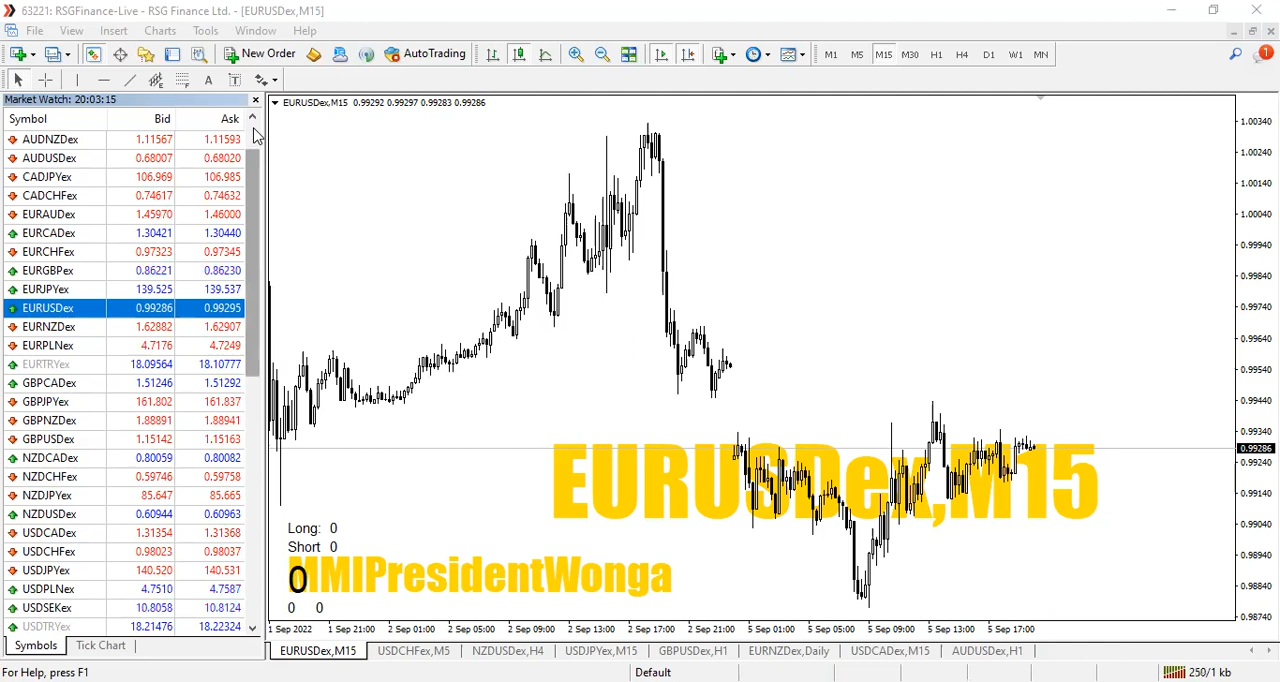 63221: RSGFinance-Live - RSG Finance Ltd. - [EURUSDex,M15]
File View Insert Charts Tools Window Help
New Order AutoTrading M1 M5 M15 M30 H1 H4 D1 W1 MN 1
A T
Market Watch: 20:03:15
Symbol Bid Ask
AUDNZDex 1.11567 1.11593
AUDUSDex 0.68007 0.68020
CADJPYex 106.969 106.985
CADCHFex 0.74617 0.74632
EURAUDex 1.45970 1.46000
EURCADex 1.30421 1.30440
EURCHFex 0.97323 0.97345
EURGBPex 0.86221 0.86230
EURJPYex 139.525 139.537
EURUSDex 0.99286 0.99295
EURNZDex 1.62882 1.62907
EURPLNex 4.7176 4.7249
EURTRYex 18.09564 18.10777
GBPCADex 1.51246 1.51292
GBPJPYex 161.802 161.837
GBPNZDex 1.88891 1.88941
GBPUSDex 1.15142 1.15163
NZDCADex 0.80059 0.80082
NZDCHFex 0.59746 0.59758
NZDJPYex 85.647 85.665
NZDUSDex 0.60944 0.60963
USDCADex 1.31354 1.31368
USDCHFex 0.98023 0.98037
USDJPYex 140.520 140.531
USDPLNex 4.7510 4.7587
USDSEKex 10.8058 10.8124
USDTRYex 18.21476 18.22324
Symbols Tick Chart
EURUSDex,M15 0.99292 0.99297 0.99283 0.99286
1.00340
1.00240
1.00140
1.00040
0.99940
0.99840
0.99740
0.99640
0.99540
0.99440
0.99340
0.99286
0.99240
0.99140
0.99040
0.98940
0.98840
0.98740
EURUSDex,M15
Long: 0
Short 0
0
MMIPresidentWonga
0 0
1 Sep 2022 1 Sep 21:00 2 Sep 01:00 2 Sep 05:00 2 Sep 09:00 2 Sep 13:00 2 Sep 17:00 2 Sep 21:00 5 Sep 01:00 5 Sep 05:00 5 Sep 09:00 5 Sep 13:00 5 Sep 17:00
EURUSDex,M15 USDCHFex,M5 NZDUSDex,H4 USDJPYex,M15 GBPUSDex,H1 EURNZDex,Daily USDCADex,M15 AUDUSDex,H1
For Help, press F1 Default 250/1 kb